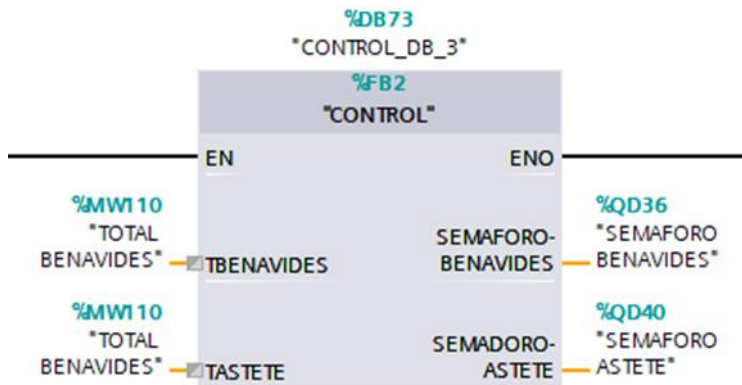 %DB73
"CONTROL_DB_3"
%FB2
"CONTROL"
EN
ENO
%MW110
"TOTAL
BENAVIDES"
TBENAVIDES
SEMAFORO-
BENAVIDES
%QD36
"SEMAFORO
BENAVIDES"
%MW110
"TOTAL
BENAVIDES"
TASTETE
SEMADORO-
ASTETE
%QD40
"SEMAFORO
ASTETE"